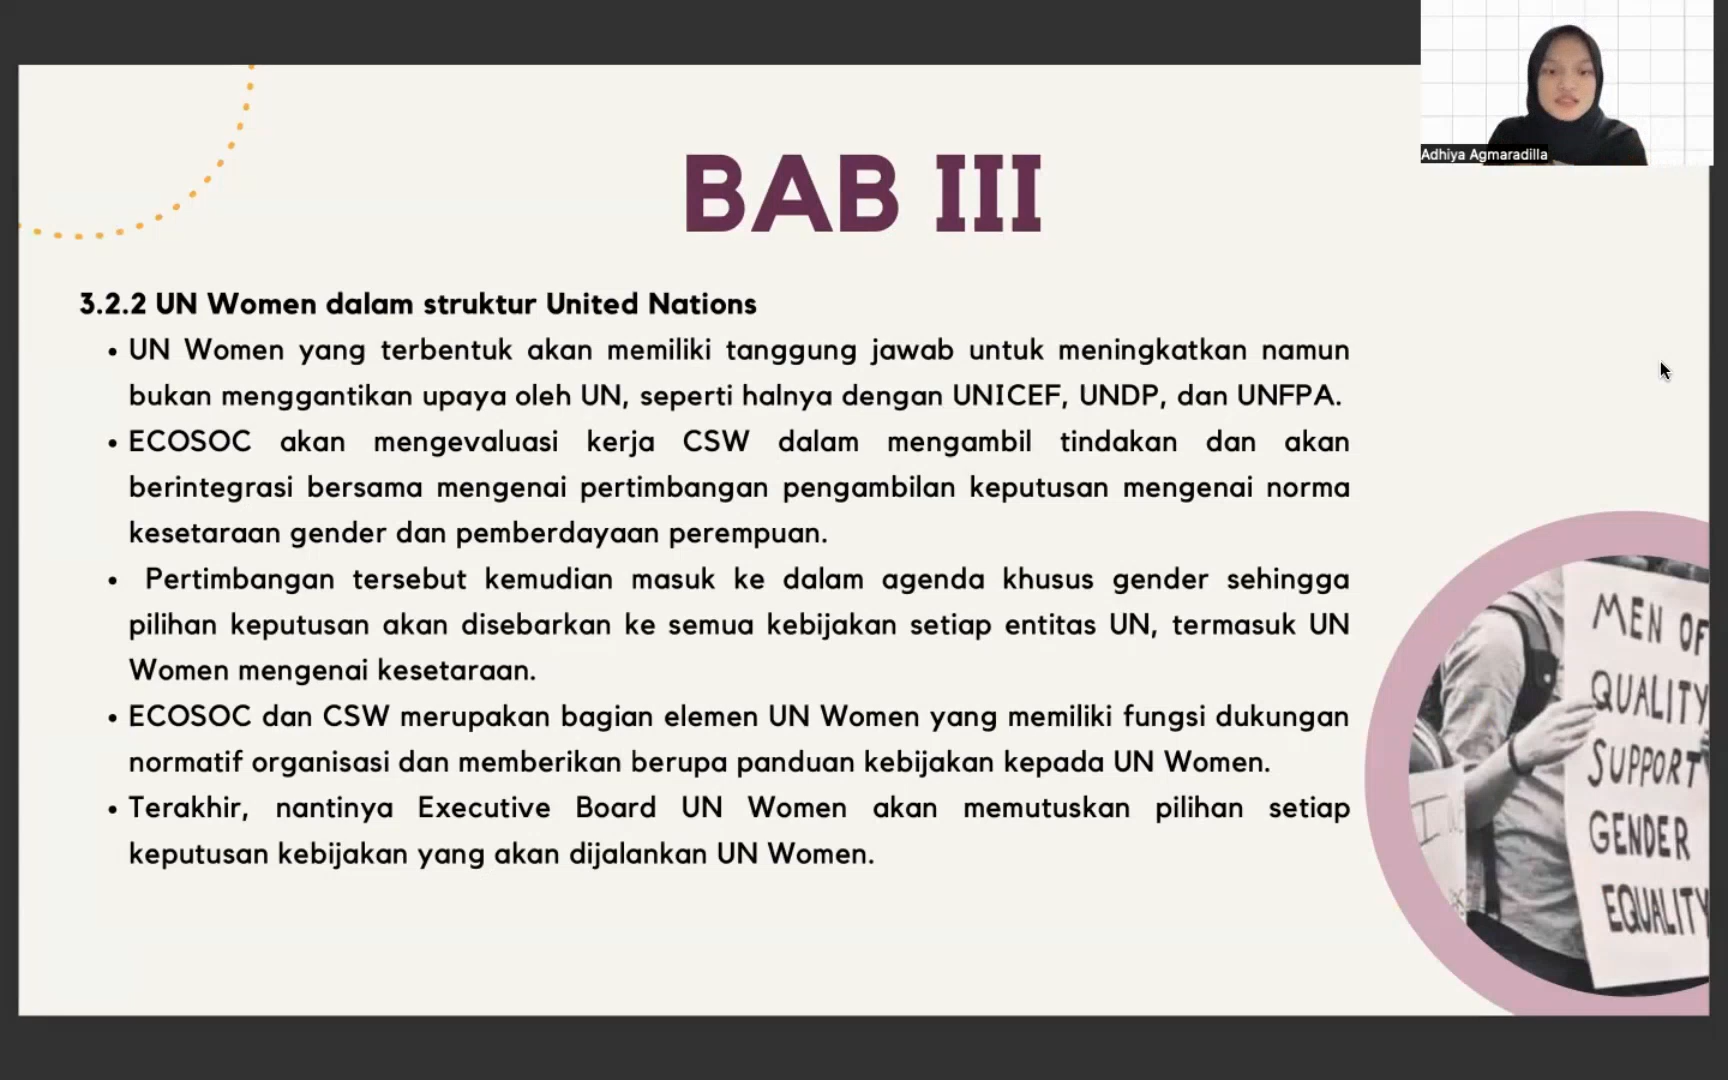 Adhiya Agmaradilla
BAB III
3.2.2 UN Women dalam struktur United Nations
• UN Women yang terbentuk akan memiliki tanggung jawab untuk meningkatkan namun
bukan menggantikan upaya oleh UN, seperti halnya dengan UNICEF, UNDP, dan UNFPA.
• ECOSOC akan mengevaluasi kerja CSW dalam mengambil tindakan dan akan
berintegrasi bersama mengenai pertimbangan pengambilan keputusan mengenai norma
kesetaraan gender dan pemberdayaan perempuan.
• Pertimbangan tersebut kemudian masuk ke dalam agenda khusus gender sehingga
pilihan keputusan akan disebarkan ke semua kebijakan setiap entitas UN, termasuk UN
Women mengenai kesetaraan.
• ECOSOC dan CSW merupakan bagian elemen UN Women yang memiliki fungsi dukungan
normatif organisasi dan memberikan berupa panduan kebijakan kepada UN Women.
• Terakhir, nantinya Executive Board UN Women akan memutuskan pilihan setiap
keputusan kebijakan yang akan dijalankan UN Women.
MEN OF
QUALITY
SUPPORT
GENDER
EQUALITY